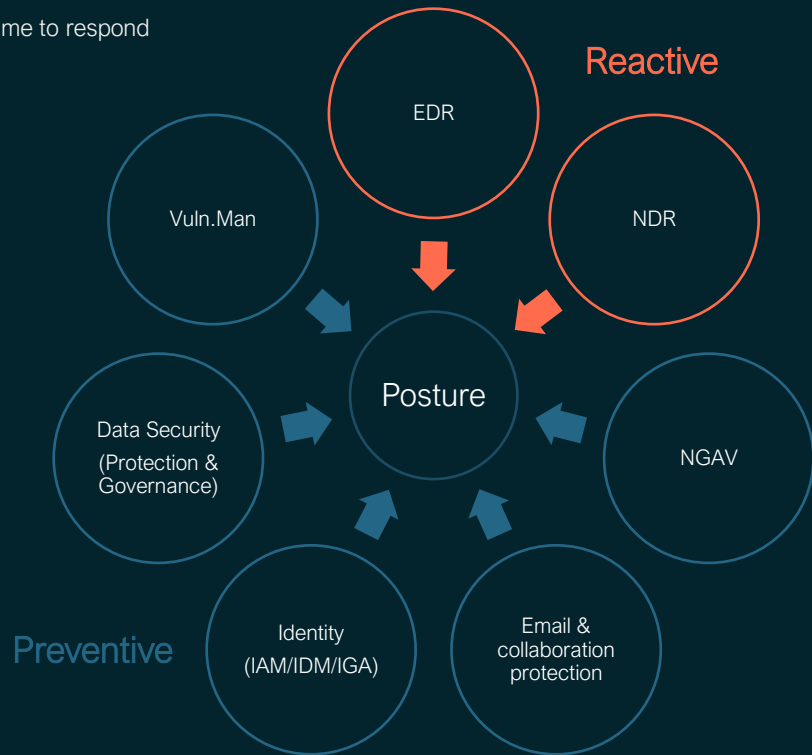 me to respond
Reactive
EDR
Vuln.Man
NDR
Posture
Data Security
(Protection &
Governance)
NGAV
Identity
(IAM/IDM/IGA)
Email &
collaboration
protection
Preventive